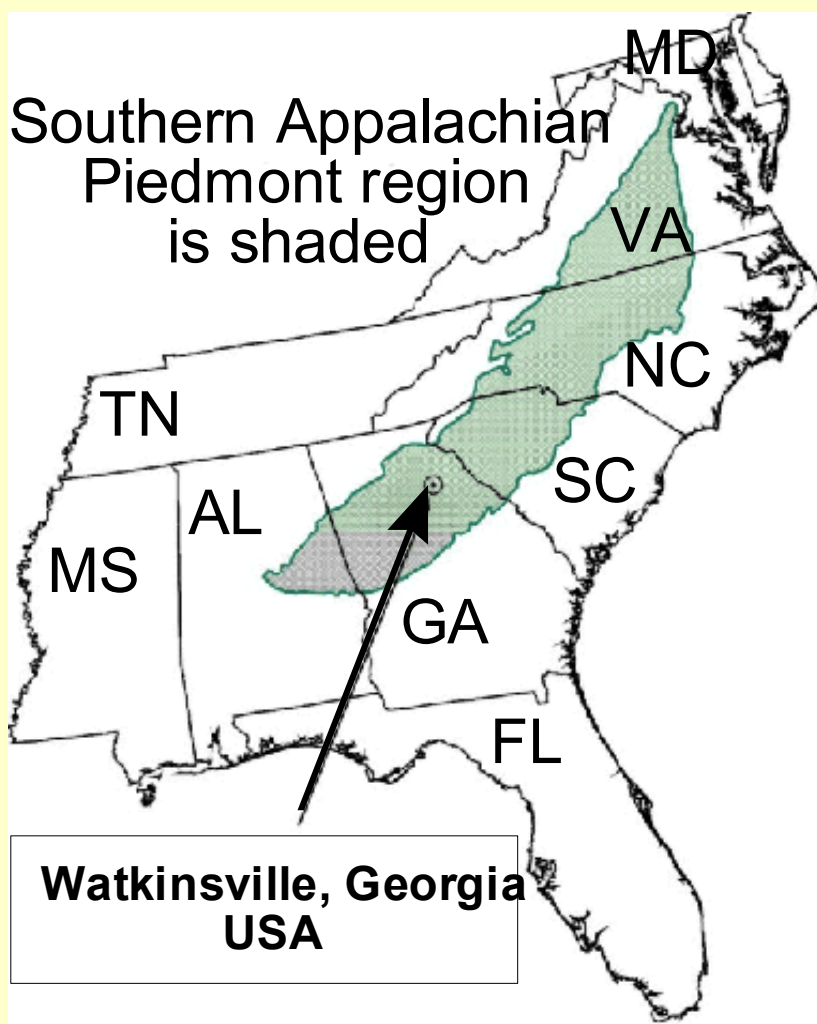 MD
Southern Appalachian
Piedmont region
is shaded
VA
NC
TN
SC
AL
MS
GA
FL
Watkinsville, Georgia
USA